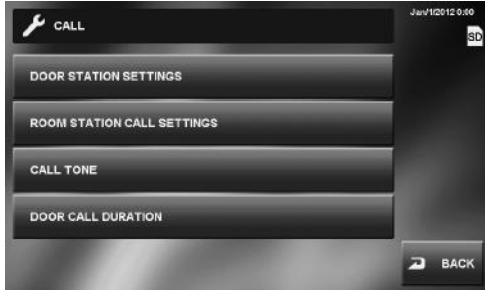 CALL
Jan/1/2012 0:00
SD
DOOR STATION SETTINGS
ROOM STATION CALL SETTINGS
CALL TONE
DOOR CALL DURATION
BACK